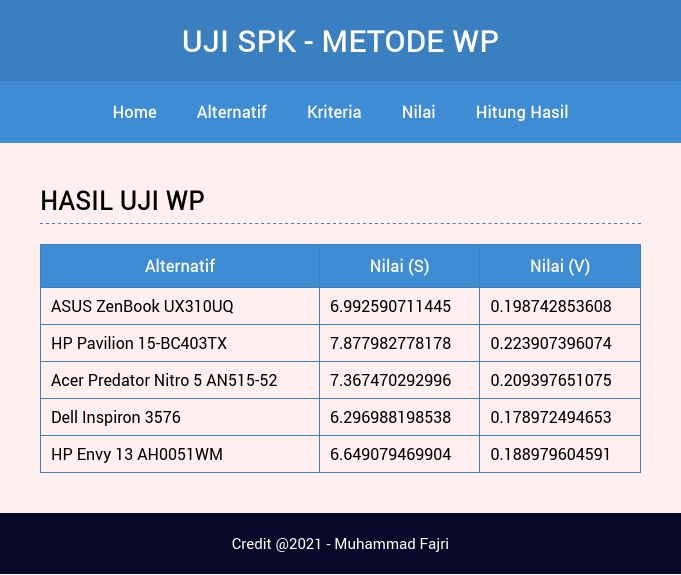 UJI SPK - METODE WP
Home Alternatif Kriteria Nilai Hitung Hasil
HASIL UJI WP
Alternatif Nilai (S) Nilai (V)
ASUS ZenBook UX310UQ 6.992590711445 0.198742853608
HP Pavilion 15-BC403TX 7.877982778178 0.223907396074
Acer Predator Nitro 5 AN515-52 7.367470292996 0.209397651075
Dell Inspiron 3576 6.296988198538 0.178972494653
HP Envy 13 AH0051WM 6.649079469904 0.188979604591
Credit @2021 - Muhammad Fajri